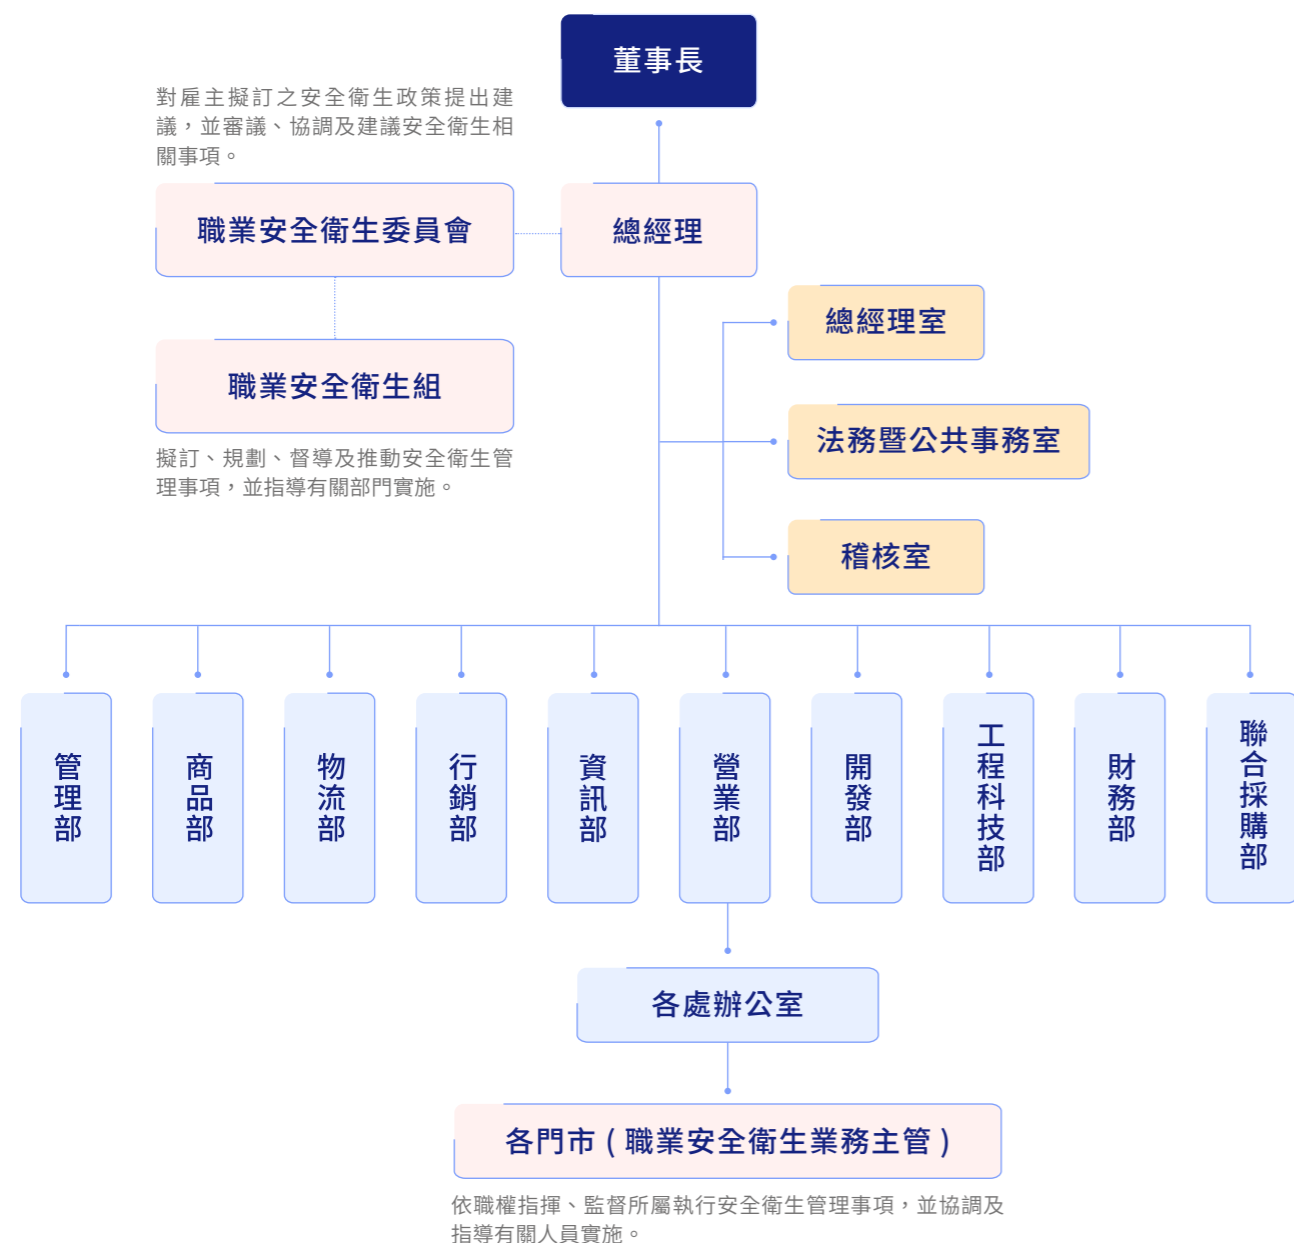 董事長
對雇主擬訂之安全衛生政策提出建
議，並審議、協調及建議安全衛生相
關事項。
職業安全衛生委員會
總經理
總經理室
職業安全衛生組
法務暨公共事務室
擬訂、規劃、督導及推動安全衛生管
理事項，並指導有關部門實施。
稽核室
管理部
商品部
物流部
行銷部
資訊部
營業部
開發部
工程科技部
財務部
聯合採購部
各處辦公室
各門市 ( 職業安全衛生業務主管 )
依職權指揮、監督所屬執行安全衛生管理事項，並協調及
指導有關人員實施。